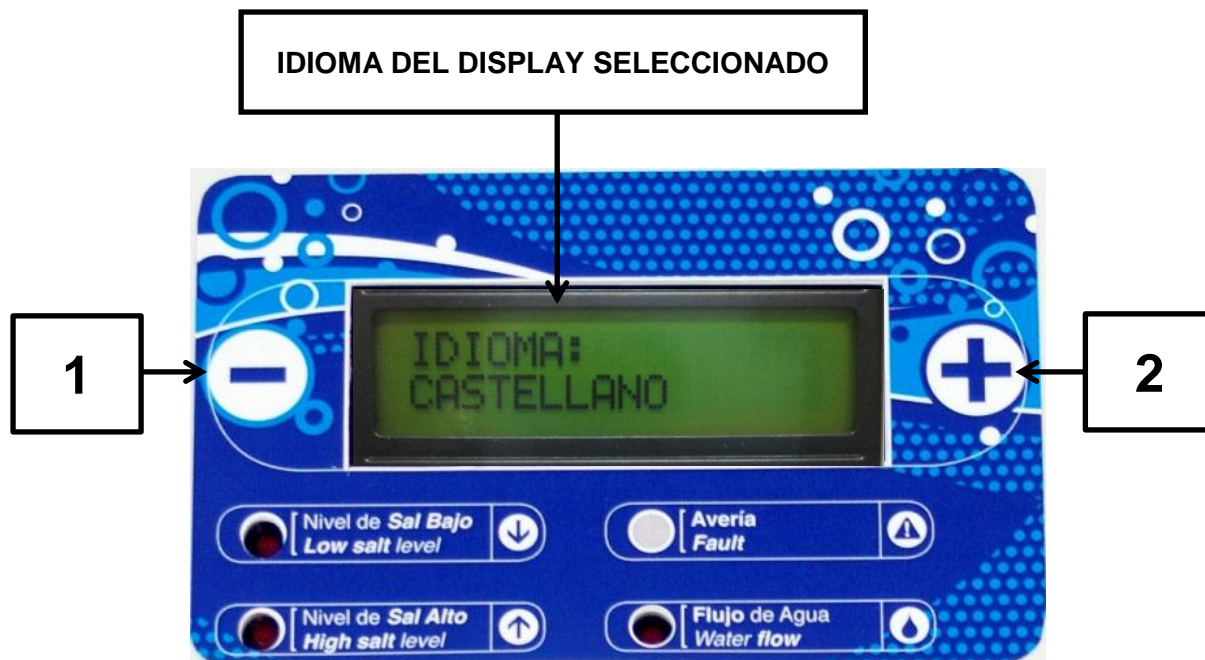 IDIOMA DEL DISPLAY SELECCIONADO
1
IDIOMA:
CASTELLANO
2
Nivel de Sal Bajo
Low salt level
Avería
Fault
Nivel de Sal Alto
High salt level
Flujo de Agua
Water flow